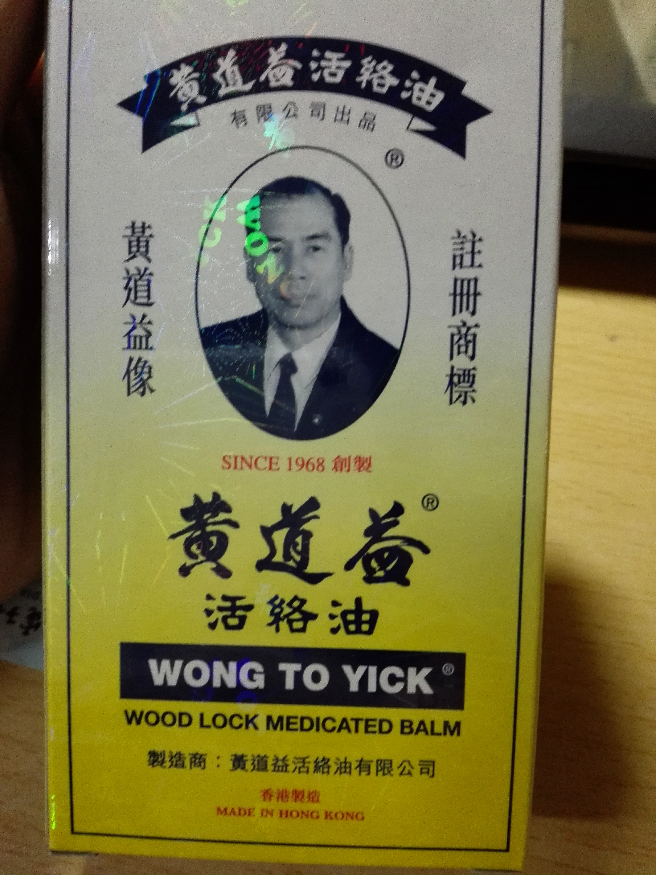 黃道益活絡油
有限公司出品
®
黃道益像
註冊商標
SINCE 1968 創製
黃道益®
活絡油
WONG TO YICK®
WOOD LOCK MEDICATED BALM
製造商：黃道益活絡油有限公司
香港製造
MADE IN HONG KONG